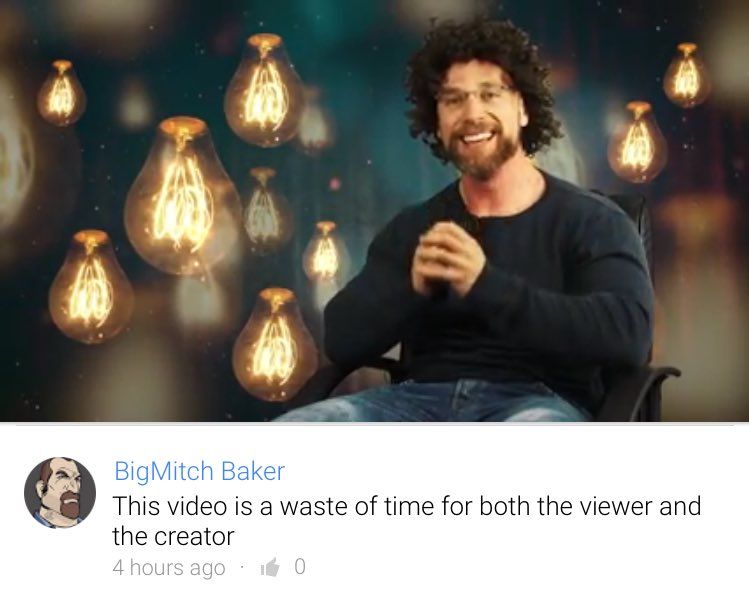 BigMitch Baker
This video is a waste of time for both the viewer and
the creator
4 hours ago · 0